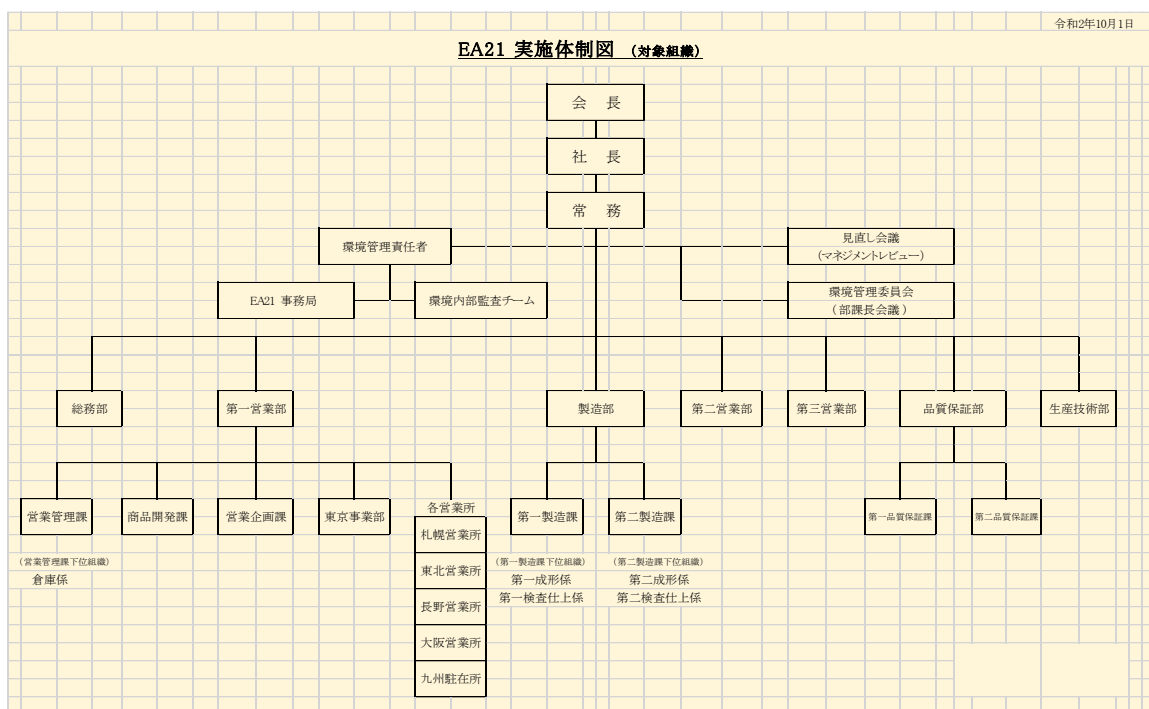 令和2年10月1日
EA21 実施体制図 (対象組織)
会 長
社 長
常 務
環境管理責任者
見直し会議
(マネジメントレビュー)
EA21 事務局
環境内部監査チーム
環境管理委員会
(部課長会議)
総務部
第一営業部
製造部
第二営業部
第三営業部
品質保証部
生産技術部
営業管理課
商品開発課
営業企画課
東京事業部
各営業所
札幌営業所
東北営業所
長野営業所
大阪営業所
九州駐在所
第一製造課
第二製造課
第一品質保証課
第二品質保証課
(営業管理課下位組織)
倉庫係
(第一製造課下位組織)
第一成形係
第一検査仕上係
(第二製造課下位組織)
第二成形係
第二検査仕上係